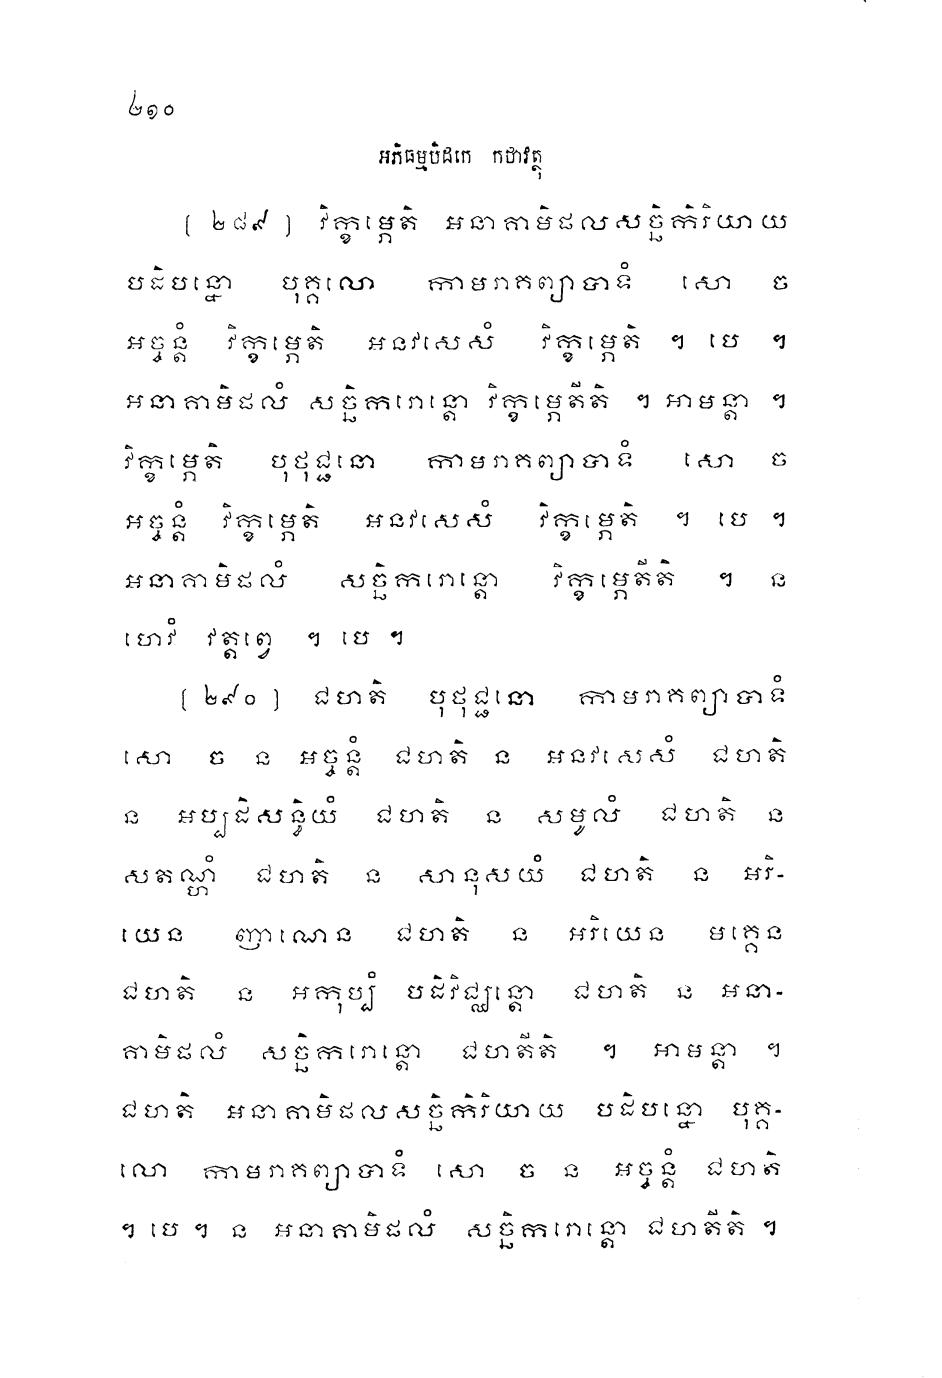 ២១០
អភិធម្មបិដកេ កថាវត្ថុ
[ ២៨៩ ] វិក្ខម្ភេតិ អនាគាមិផលសច្ឆិកិរិយាយ
បដិបន្នោ បុគ្គលោ កាមរាគព្យាបាទំ សោ ច
អច្ចន្តំ វិក្ខម្ភេតិ អនវសេសំ វិក្ខម្ភេតិ ។ បេ ។
អនាគាមិផលំ សច្ឆិករោន្តោ វិក្ខម្ភេតីតិ ។ អាមន្តា ។
វិក្ខម្ភេតិ បុថុជ្ជនោ កាមរាគព្យាបាទំ សោ ច
អច្ចន្តំ វិក្ខម្ភេតិ អនវសេសំ វិក្ខម្ភេតិ ។ បេ ។
អនាគាមិផលំ សច្ឆិករោន្តោ វិក្ខម្ភេតីតិ ។ ន
ហេវំ វត្តព្វេ ។ បេ ។
[ ២៩០ ] ជហតិ បុថុជ្ជនោ កាមរាគព្យាបាទំ
សោ ច ន អច្ចន្តំ ជហតិ ន អនវសេសំ ជហតិ
ន អប្បដិសន្ធិយំ ជហតិ ន សមូលំ ជហតិ ន
សតណ្ហំ ជហតិ ន សានុសយំ ជហតិ ន អរិ-
យេន ញាណេន ជហតិ ន អរិយេន មគ្គេន
ជហតិ ន អកុប្បំ បដិវិជ្ឈន្តោ ជហតិ ន អនា-
គាមិផលំ សច្ឆិករោន្តោ ជហតីតិ ។ អាមន្តា ។
ជហតិ អនាគាមិផលសច្ឆិកិរិយាយ បដិបន្នោ បុគ្គ-
លោ កាមរាគព្យាបាទំ សោ ច ន អច្ចន្តំ ជហតិ
។ បេ ។ ន អនាគាមិផលំ សច្ឆិករោន្តោ ជហតីតិ ។